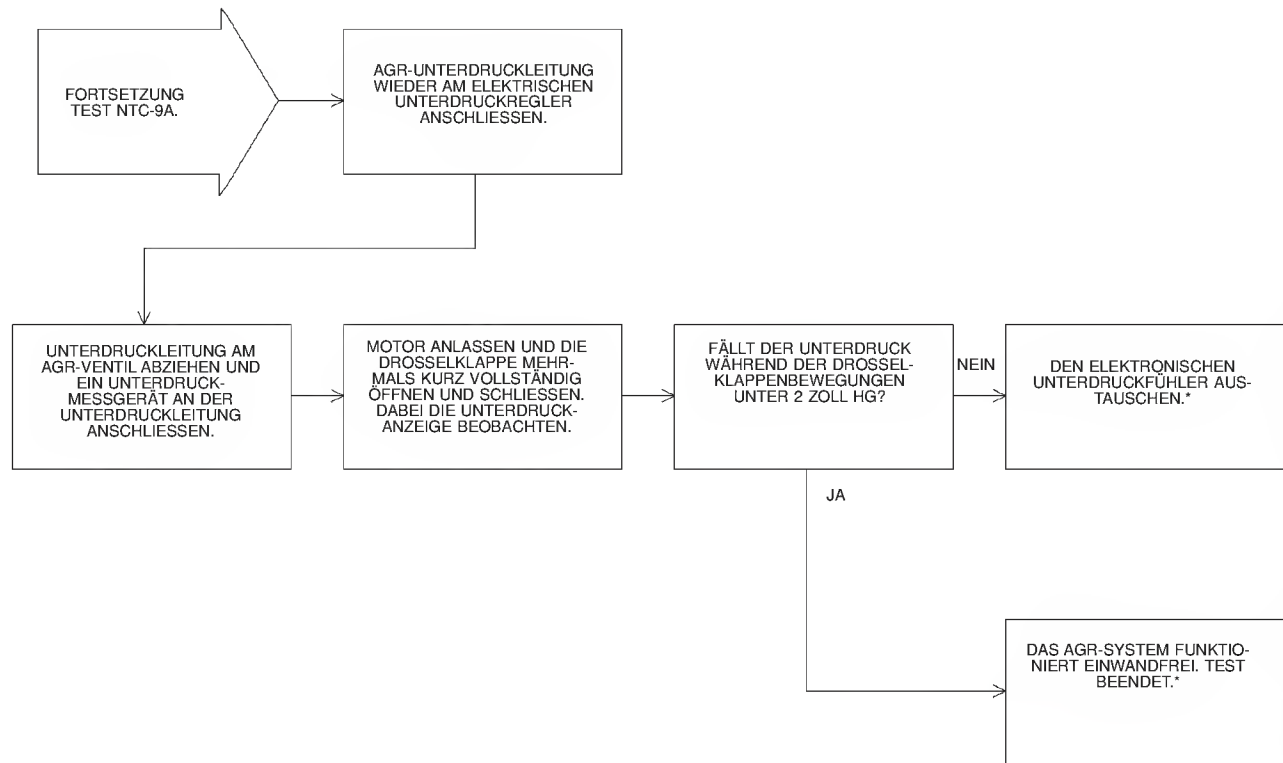 FORTSETZUNG
TEST NTC-9A.
AGR-UNTERDRUCKLEITUNG
WIEDER AM ELEKTRISCHEN
UNTERDRUCKREGLER
ANSCHLIESSEN.
UNTERDRUCKLEITUNG AM
AGR-VENTIL ABZIEHEN UND
EIN UNTERDRUCK-
MESSGERÄT AN DER
UNTERDRUCKLEITUNG
ANSCHLIESSEN.
MOTOR ANLASSEN UND DIE
DROSSELKLAPPE MEHR-
MALS KURZ VOLLSTÄNDIG
ÖFFNEN UND SCHLIESSEN.
DABEI DIE UNTERDRUCK-
ANZEIGE BEOBACHTEN.
FÄLLT DER UNTERDRUCK
WÄHREND DER DROSSEL-
KLAPPENBEWEGUNGEN
UNTER 2 ZOLL HG?
NEIN
DEN ELEKTRONISCHEN
UNTERDRUCKFÜHLER AUS-
TAUSCHEN.*
JA
DAS AGR-SYSTEM FUNKTIO-
NIERT EINWANDFREI. TEST
BEENDET.*